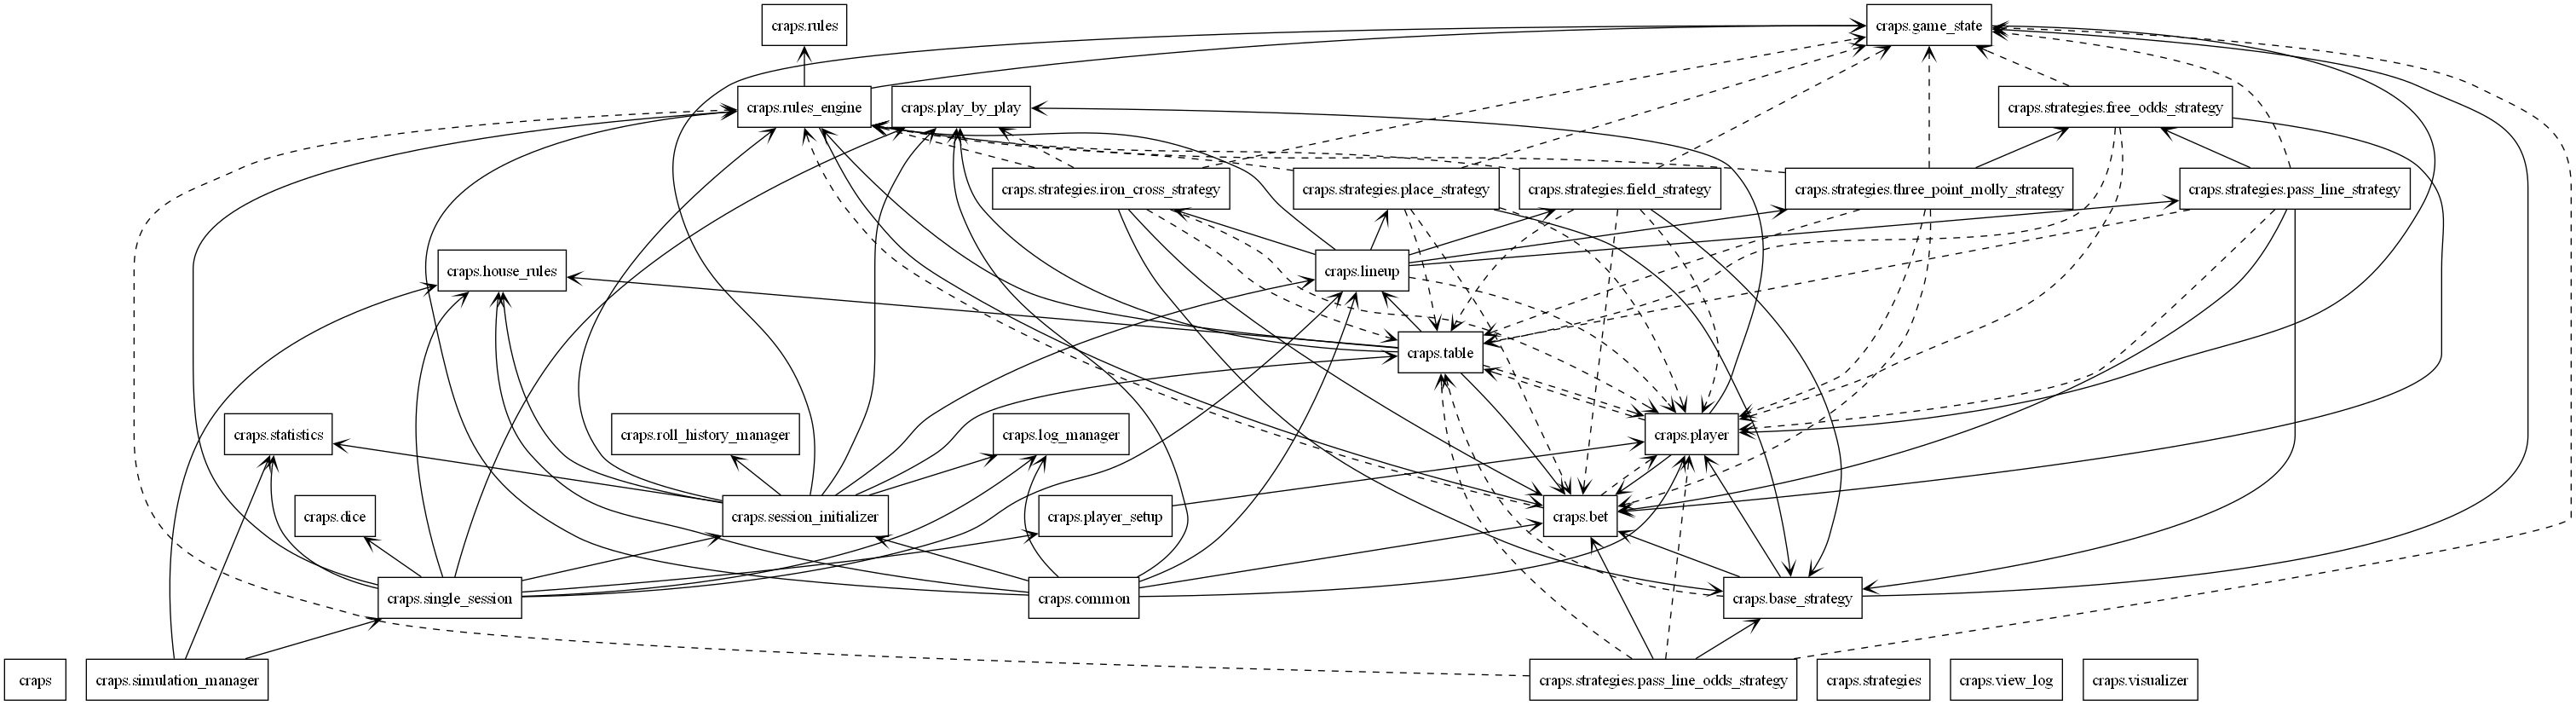 craps.rules
craps.game_state
craps.rules_engine
craps.play_by_play
craps.strategies.free_odds_strategy
craps.strategies.iron_cross_strategy
craps.strategies.place_strategy
craps.strategies.field_strategy
craps.strategies.three_point_molly_strategy
craps.strategies.pass_line_strategy
craps.house_rules
craps.lineup
craps.table
craps.statistics
craps.roll_history_manager
craps.log_manager
craps.player
craps.dice
craps.session_initializer
craps.player_setup
craps.bet
craps.single_session
craps.common
craps.base_strategy
craps
craps.simulation_manager
craps.strategies.pass_line_odds_strategy
craps.strategies
craps.view_log
craps.visualizer